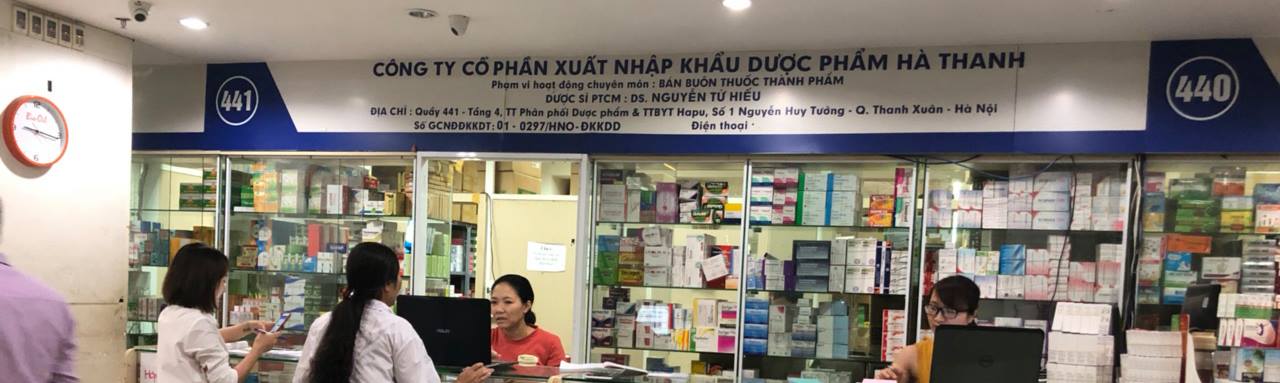 441
CÔNG TY CỔ PHẦN XUẤT NHẬP KHẨU DƯỢC PHẨM HÀ THANH
Phạm vi hoạt động chuyên môn : BÁN BUÔN THUỐC THÀNH PHẨM
DƯỢC SĨ PTCM : DS. NGUYỄN TỨ HIẾU
ĐỊA CHỈ : Quầy 441 - Tầng 4, TT Phân phối Dược phẩm & TTBYT Hapu, Số 1 Nguyễn Huy Tưởng - Q. Thanh Xuân - Hà Nội
Số GCNĐĐKKDT: 01 - 0297/HNO-ĐKKDD Điện thoại :
440